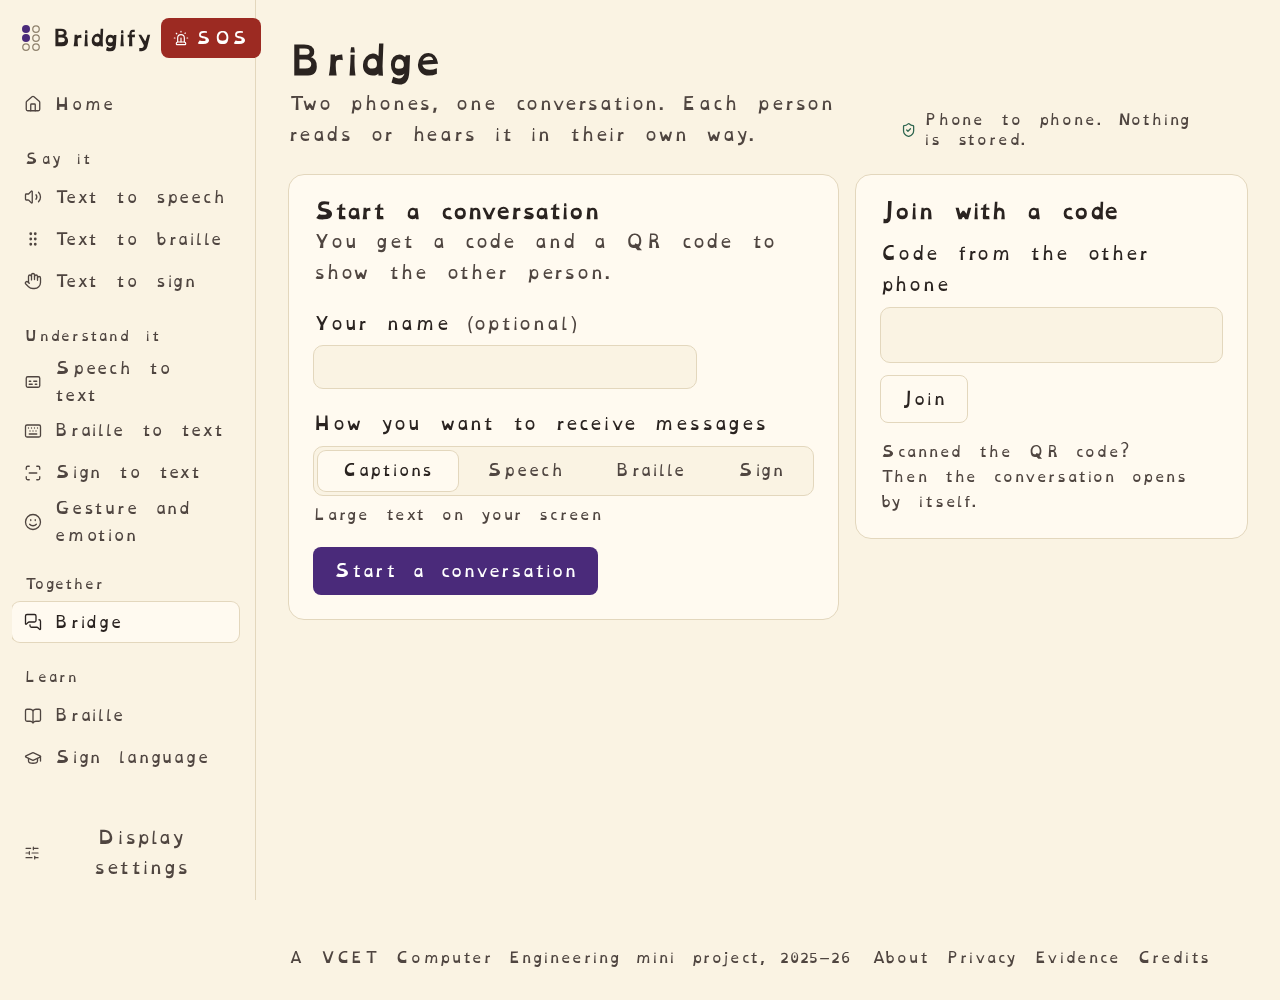 Bridgify
SOS
Home
Say it
Text to speech
Text to braille
Text to sign
Understand it
Speech to
text
Braille to text
Sign to text
Gesture and
emotion
Together
Bridge
Learn
Braille
Sign language
Display
settings
Bridge
Two phones, one conversation. Each person
reads or hears it in their own way.
Phone to phone. Nothing
is stored.
Start a conversation
You get a code and a QR code to
show the other person.
Your name (optional)
How you want to receive messages
Captions Speech Braille Sign
Large text on your screen
Start a conversation
Join with a code
Code from the other
phone
Join
Scanned the QR code?
Then the conversation opens
by itself.
A VCET Computer Engineering mini project, 2025–26 About Privacy Evidence Credits